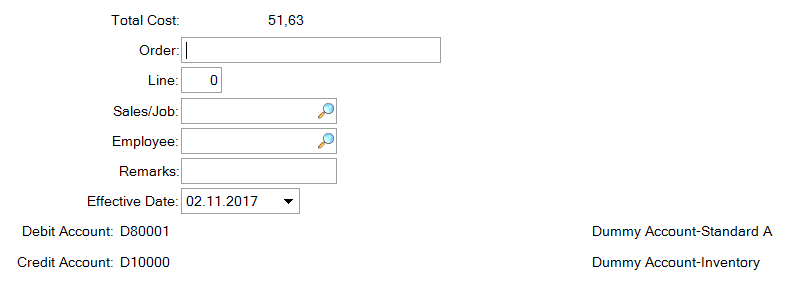 Total Cost: 51,63
Order:
Line: 0
Sales/Job:
Employee:
Remarks:
Effective Date: 02.11.2017
Debit Account: D80001 Dummy Account-Standard A
Credit Account: D10000 Dummy Account-Inventory